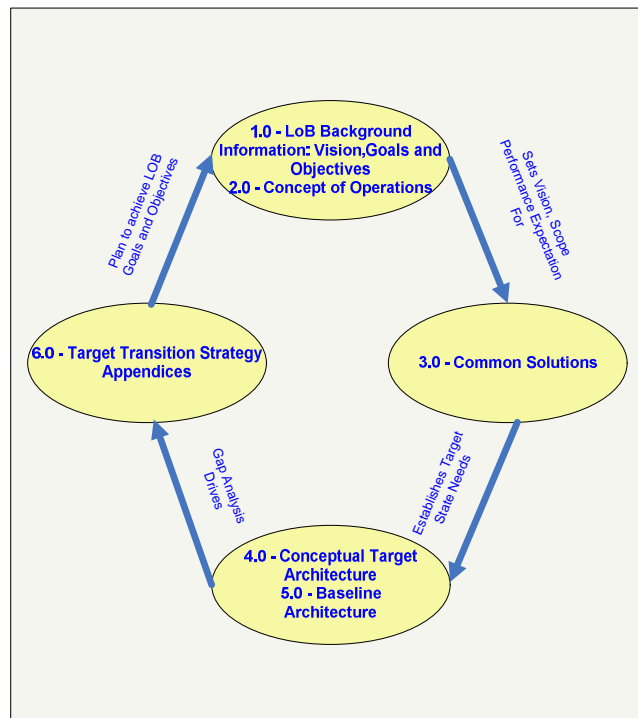 1.0 - LoB Background
Information: Vision,Goals and
Objectives
2.0 - Concept of Operations
Sets Vision, Scope
Performance Expectation
For
3.0 - Common Solutions
Establishes Target
State Needs
4.0 - Conceptual Target
Architecture
5.0 - Baseline
Architecture
Gap Analysis
Drives
6.0 - Target Transition Strategy
Appendices
Plan to achieve LOB
Goals and Objectives